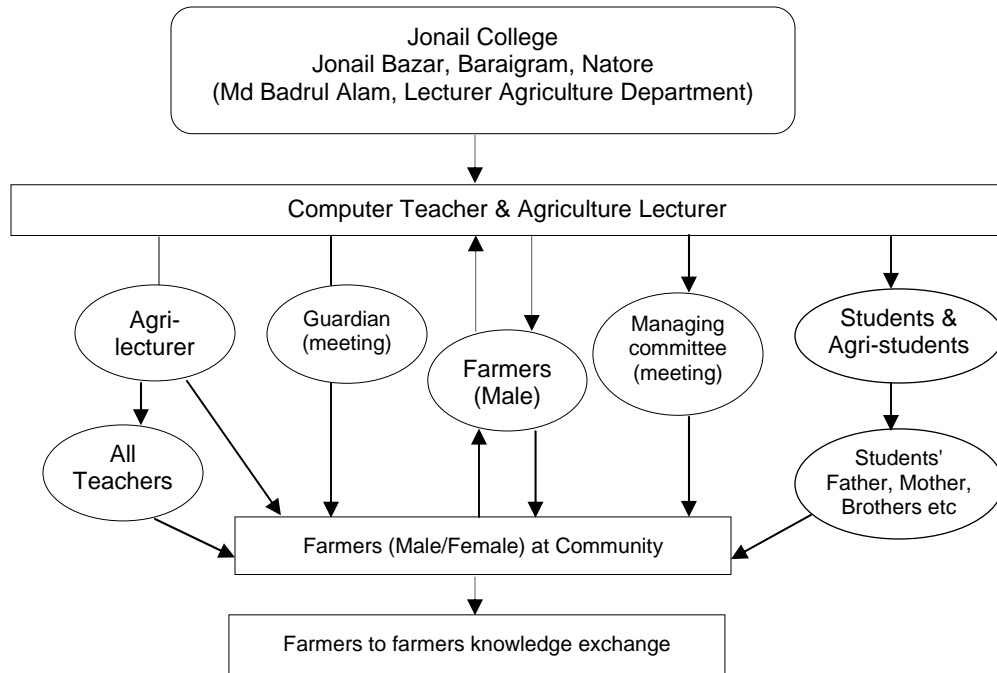 Jonail College
Jonail Bazar, Baraigram, Natore
(Md Badrul Alam, Lecturer Agriculture Department)
Computer Teacher & Agriculture Lecturer
Agri-
lecturer
Guardian
(meeting)
Farmers
(Male)
Managing
committee
(meeting)
Students &
Agri-students
All
Teachers
Students'
Father, Mother,
Brothers etc
Farmers (Male/Female) at Community
Farmers to farmers knowledge exchange